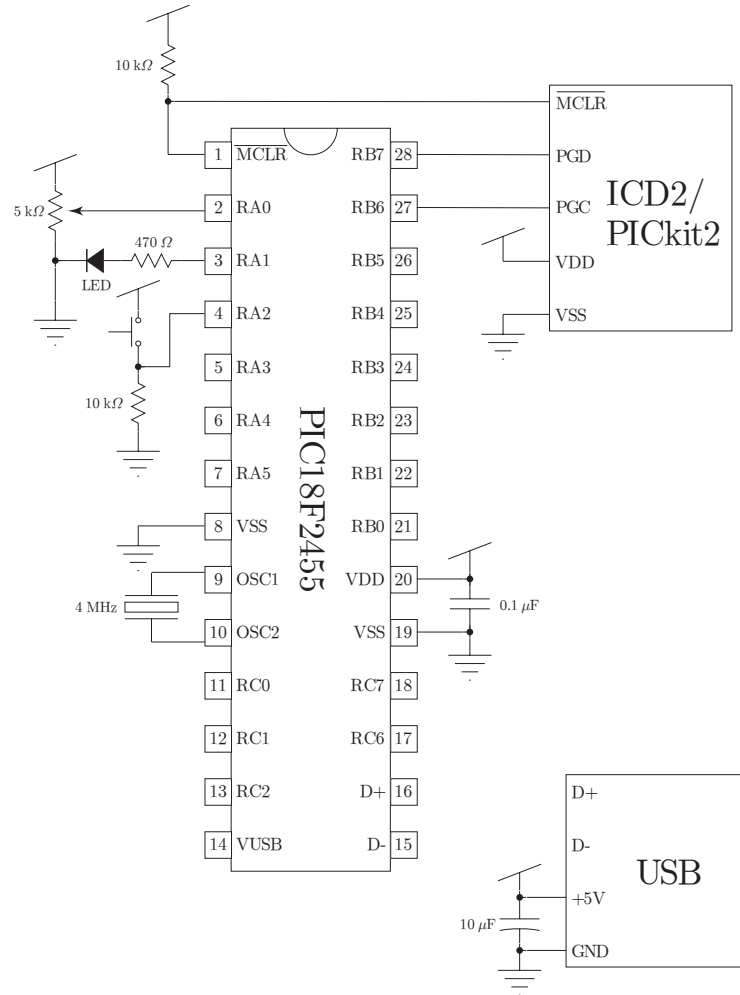 10 kΩ
MCLR
PGD
PGC
VDD
VSS
ICD2/
PICkit2
5 kΩ
470 Ω
LED
10 kΩ
4 MHz
1 MCLR
2 RA0
3 RA1
4 RA2
5 RA3
6 RA4
7 RA5
8 VSS
9 OSC1
10 OSC2
11 RC0
12 RC1
13 RC2
14 VUSB
PIC18F2455
RB7 28
RB6 27
RB5 26
RB4 25
RB3 24
RB2 23
RB1 22
RB0 21
VDD 20
VSS 19
RC7 18
RC6 17
D+ 16
D- 15
0.1 µF
D+
D-
+5V
GND
USB
10 µF